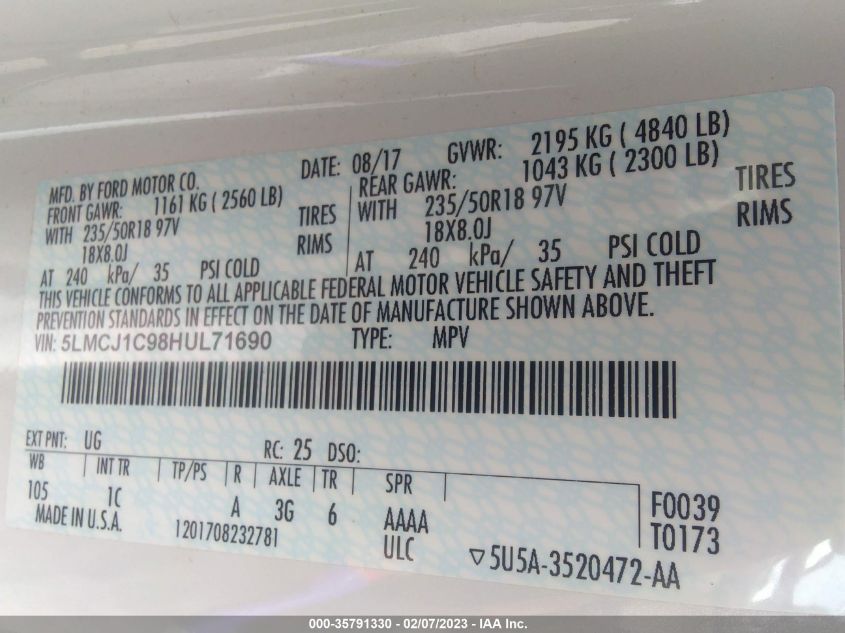 MFD. BY FORD MOTOR CO. DATE: 08/17 GVWR: 2195 KG ( 4840 LB)
FRONT GAWR: 1161 KG ( 2560 LB) REAR GAWR: 1043 KG ( 2300 LB)
WITH 235/50R18 97V TIRES WITH 235/50R18 97V TIRES
18X8.0J RIMS 18X8.0J RIMS
AT 240 kPa/ 35 PSI COLD AT 240 kPa/ 35 PSI COLD
THIS VEHICLE CONFORMS TO ALL APPLICABLE FEDERAL MOTOR VEHICLE SAFETY AND THEFT
PREVENTION STANDARDS IN EFFECT ON THE DATE OF MANUFACTURE SHOWN ABOVE.
VIN: 5LMCJ1C98HUL71690 TYPE: MPV
EXT PNT: UG RC: 25 DSO:
WB INT TR TP/PS R AXLE TR SPR
105 1C A 3G 6 AAAA F0039
MADE IN U.S.A. 1201708232781 ULC T0173
▽5U5A-3520472-AA
000-35791330 - 02/07/2023 - IAA Inc.